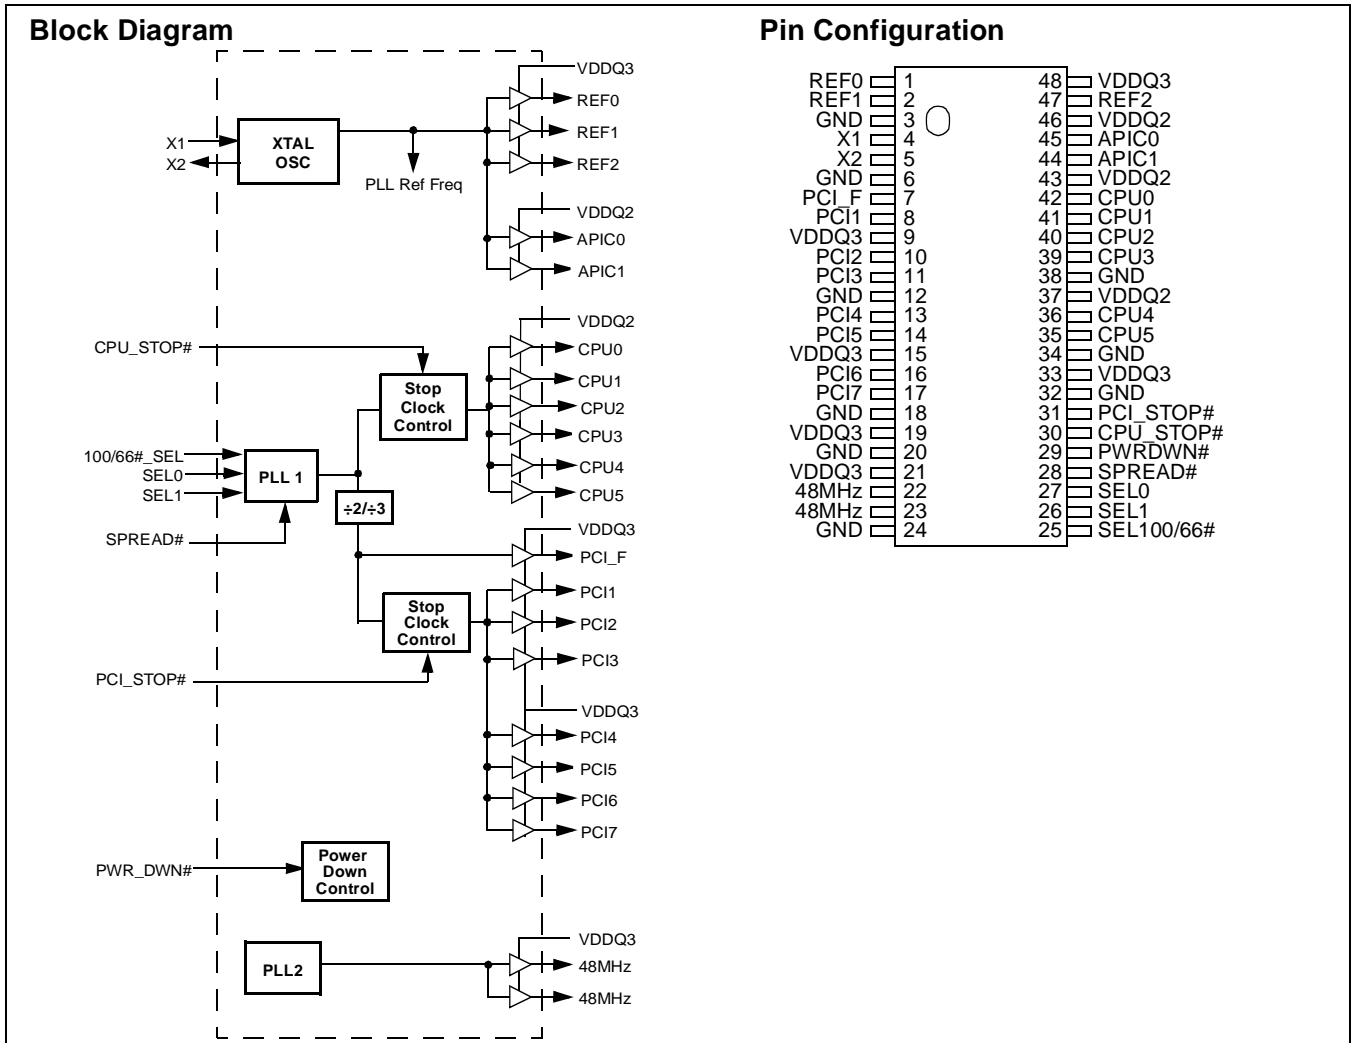 Block Diagram
VDDQ3
REF0
REF1
REF2
X1
X2
XTAL
OSC
PLL Ref Freq
VDDQ2
APIC0
APIC1
VDDQ2
CPU_STOP#
CPU0
Stop
Clock
Control
CPU1
CPU2
CPU3
CPU4
CPU5
100/66#_SEL
SEL0
SEL1
PLL 1
÷2/÷3
SPREAD#
VDDQ3
PCI_F
PCI1
Stop
Clock
Control
PCI2
PCI3
PCI_STOP#
VDDQ3
PCI4
PCI5
PCI6
PCI7
PWR_DWN#
Power
Down
Control
VDDQ3
PLL2
48MHz
48MHz
Pin Configuration
REF0 1 48 VDDQ3
REF1 2 47 REF2
GND 3 46 VDDQ2
X1 4 45 APIC0
X2 5 44 APIC1
GND 6 43 VDDQ2
PCI_F 7 42 CPU0
PCI1 8 41 CPU1
VDDQ3 9 40 CPU2
PCI2 10 39 CPU3
PCI3 11 38 GND
GND 12 37 VDDQ2
PCI4 13 36 CPU4
PCI5 14 35 CPU5
VDDQ3 15 34 GND
PCI6 16 33 VDDQ3
PCI7 17 32 GND
GND 18 31 PCI_STOP#
VDDQ3 19 30 CPU_STOP#
GND 20 29 PWRDWN#
VDDQ3 21 28 SPREAD#
48MHz 22 27 SEL0
48MHz 23 26 SEL1
GND 24 25 SEL100/66#